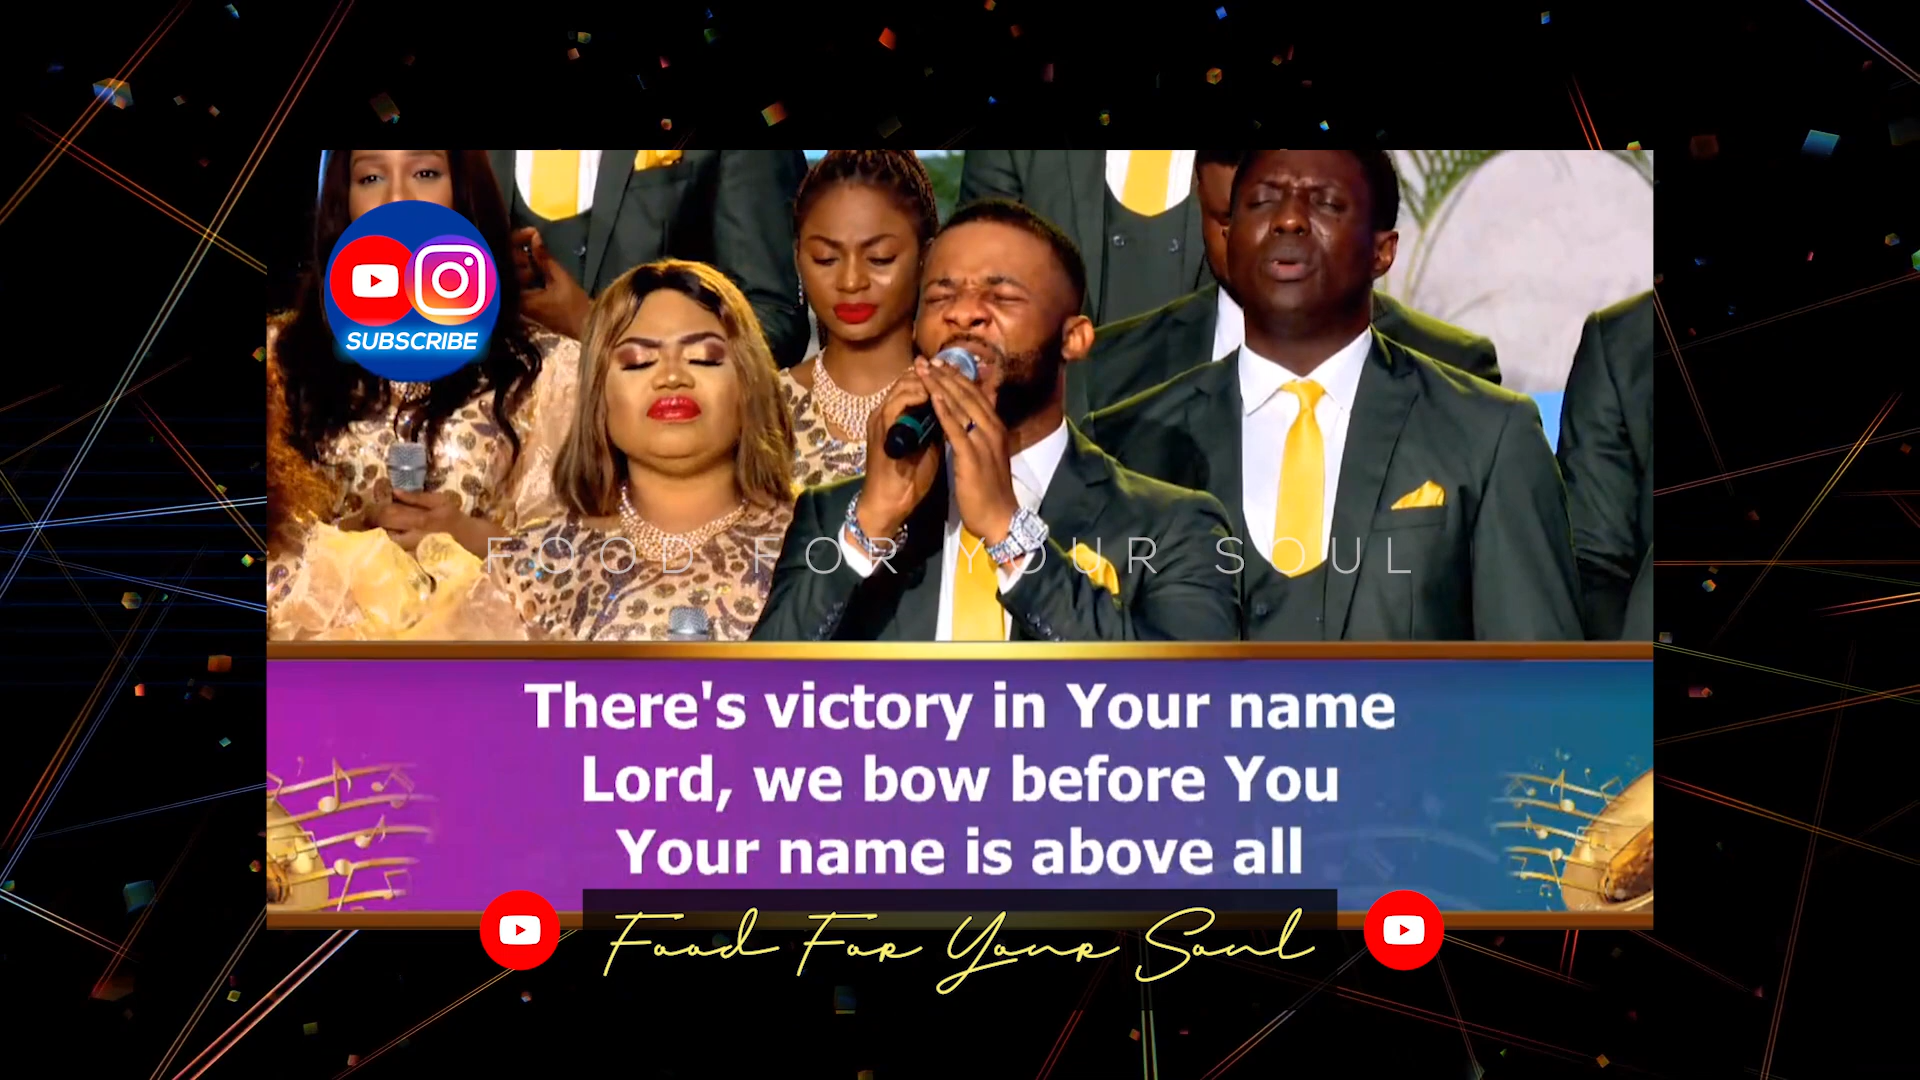 SUBSCRIBE
FOOD FOR YOUR SOUL
There's victory in Your name
Lord, we bow before You
Your name is above all
Food For Your Soul